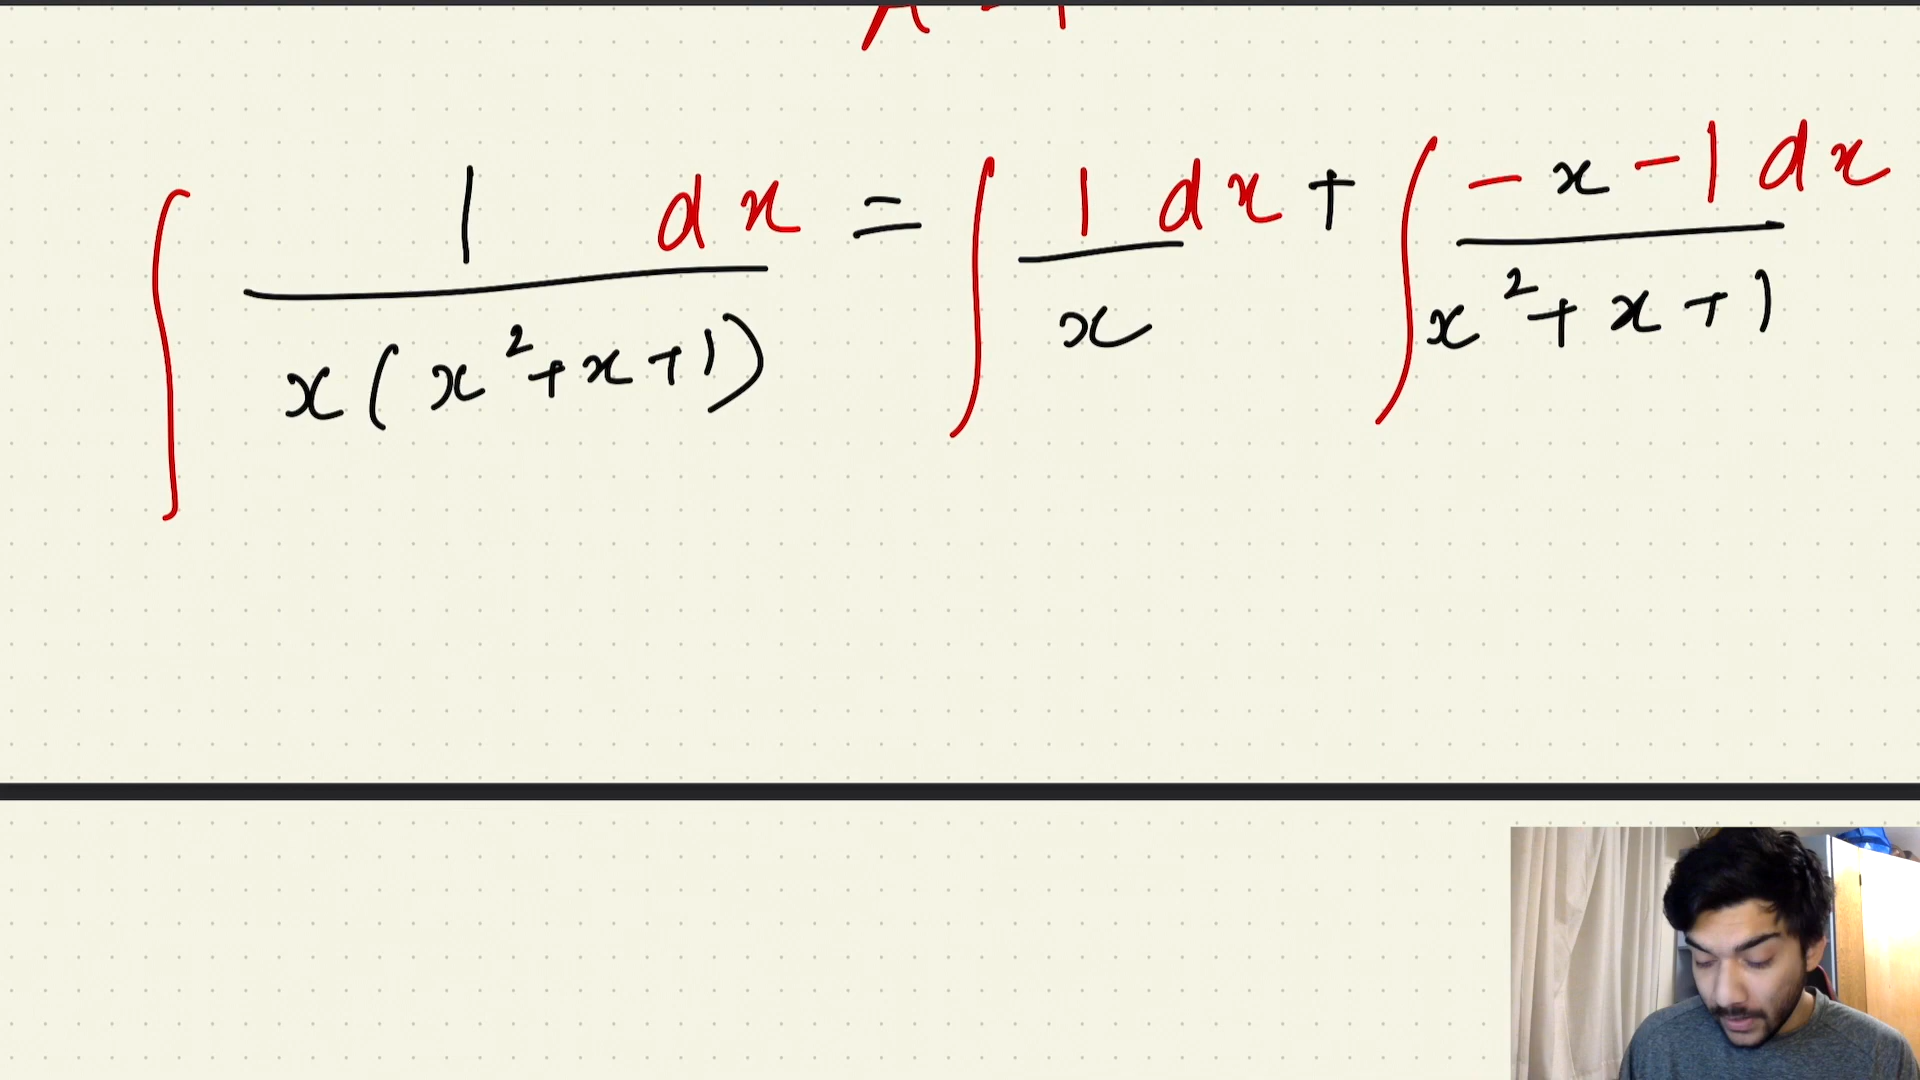 ∫ 1/(x(x²+x+1)) dx = ∫ 1/x dx + ∫ (-x-1)/(x²+x+1) dx